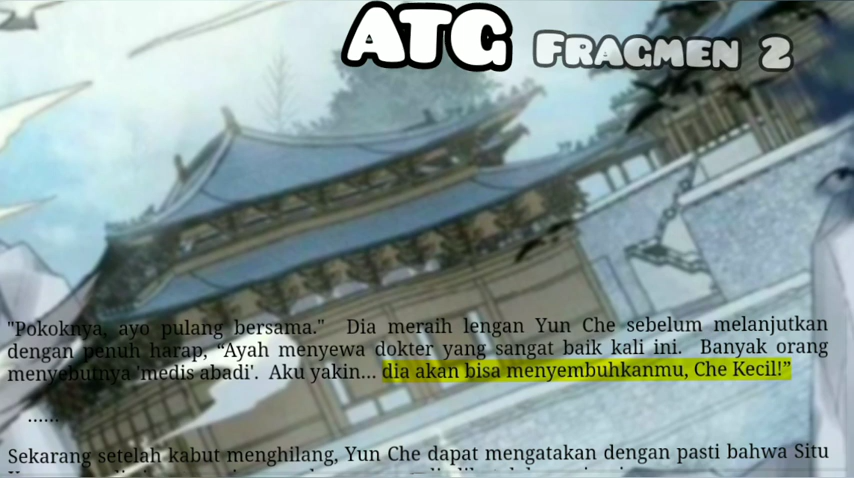 ATG FRAGMEN 2
"Pokoknya, ayo pulang bersama." Dia meraih lengan Yun Che sebelum melanjutkan
dengan penuh harap, “Ayah menyewa dokter yang sangat baik kali ini. Banyak orang
menyebutnya 'medis abadi'. Aku yakin... dia akan bisa menyembuhkanmu, Che Kecil!”
......
Sekarang setelah kabut menghilang, Yun Che dapat mengatakan dengan pasti bahwa Situ